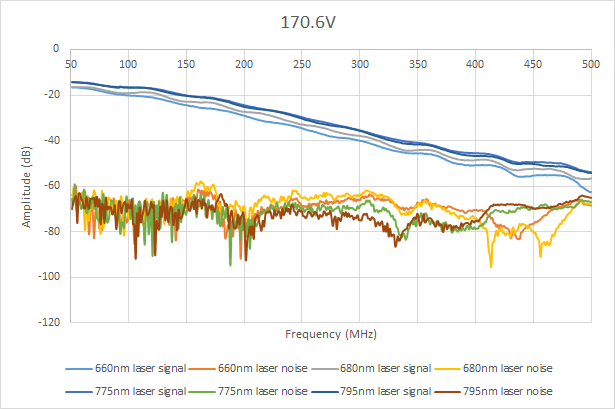 170.6V
0
50 100 150 200 250 300 350 400 450 500
-20
-40
-60
-80
-100
-120
Amplitude (dB)
Frequency (MHz)
660nm laser signal 660nm laser noise 680nm laser signal 680nm laser noise
775nm laser signal 775nm laser noise 795nm laser signal 795nm laser noise